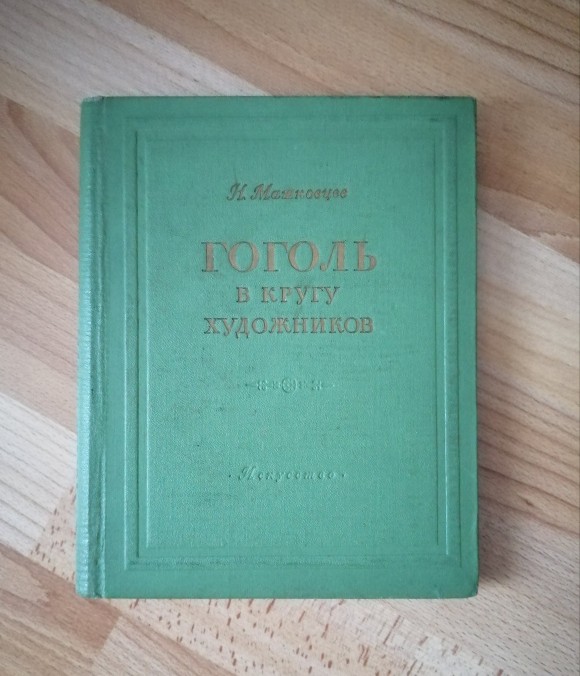 Н. Машковцев
ГОГОЛЬ
В КРУГУ
ХУДОЖНИКОВ
· Искусство ·